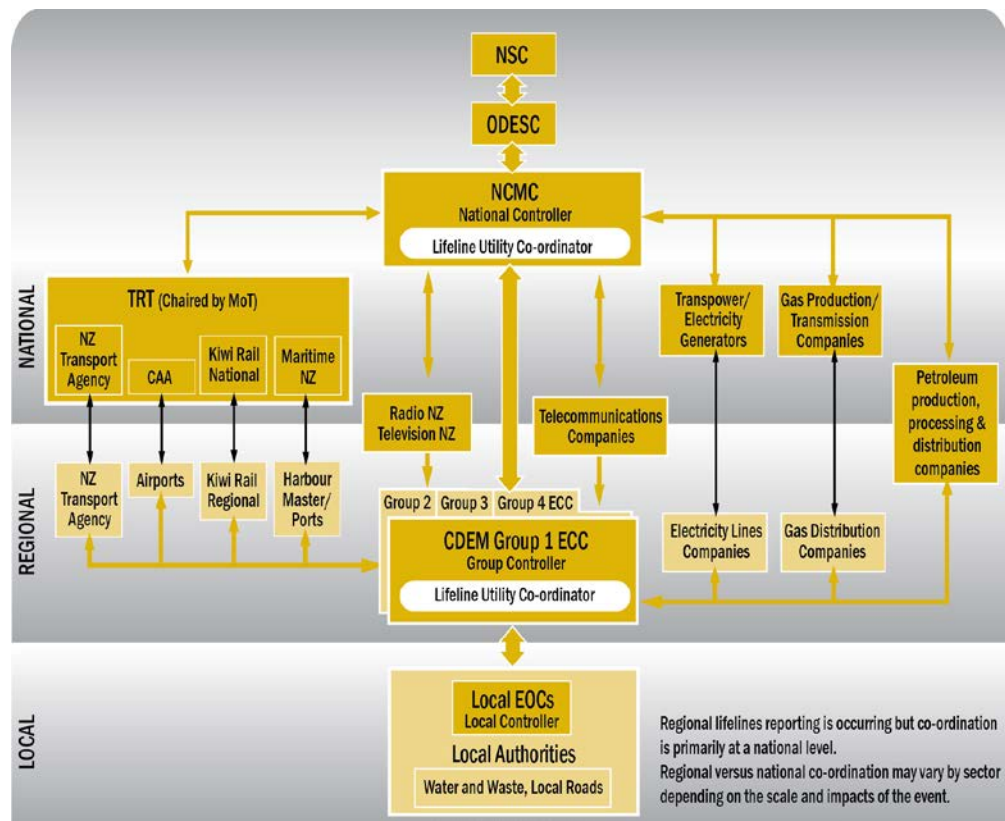 NSC
ODESC
NCMC
National Controller
Lifeline Utility Co-ordinator
NATIONAL
TRT (Chaired by MoT)
NZ
Transport
Agency
CAA
Kiwi Rail
National
Maritime
NZ
Transpower/
Electricity
Generators
Gas Production/
Transmission
Companies
Radio NZ
Television NZ
Telecommunications
Companies
Petroleum
production,
processing &
distribution
companies
REGIONAL
NZ
Transport
Agency
Airports
Kiwi Rail
Regional
Harbour
Master/
Ports
Group 2
Group 3
Group 4 ECC
CDEM Group 1 ECC
Group Controller
Lifeline Utility Co-ordinator
Electricity Lines
Companies
Gas Distribution
Companies
LOCAL
Local EOCs
Local Controller
Local Authorities
Water and Waste, Local Roads
Regional lifelines reporting is occurring but co-ordination
is primarily at a national level.
Regional versus national co-ordination may vary by sector
depending on the scale and impacts of the event.